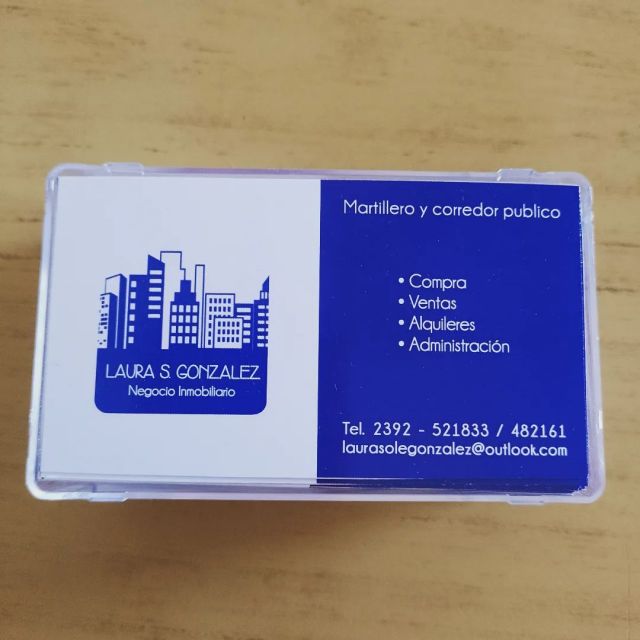 LAURA S. GONZALEZ
Negocio Inmobiliario
Martillero y corredor publico
• Compra
• Ventas
• Alquileres
• Administración
Tel. 2392 - 521833 / 482161
laurasolegonzalez@outlook.com